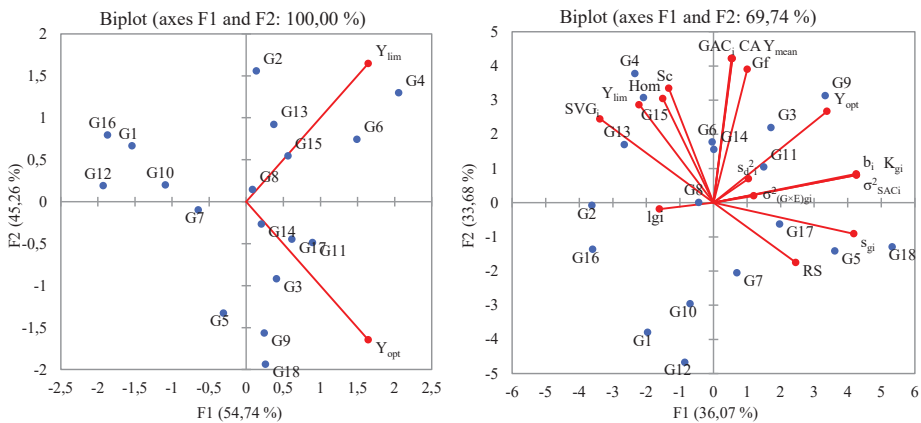 Biplot (axes F1 and F2: 100,00 %)
2
1,5
1
0,5
0
-0,5
-1
-1,5
-2
F2 (45,26 %)
G2
Ylim
G4
G13
G6
G16
G1
G15
G12
G10
G8
G7
G14
G17
G11
G3
G5
G9
G18
Yopt
-2,5
-2
-1,5
-1
-0,5
0
0,5
1
1,5
2
2,5
F1 (54,74 %)
Biplot (axes F1 and F2: 69,74 %)
5
4
3
2
1
0
-1
-2
-3
-4
-5
F2 (33,68 %)
GACi CA Ymean
G4
Sc
Gf
G9
Ylim
Hom
Yopt
SVGi
G15
G3
G13
G6
G14
G11
sd²i
bi Kgi
σ²SACi
G8
σ²(G×E)gi
lgi
G2
G17
sgi
G16
G5
G18
RS
G7
G10
G1
G12
-6
-5
-4
-3
-2
-1
0
1
2
3
4
5
6
F1 (36,07 %)